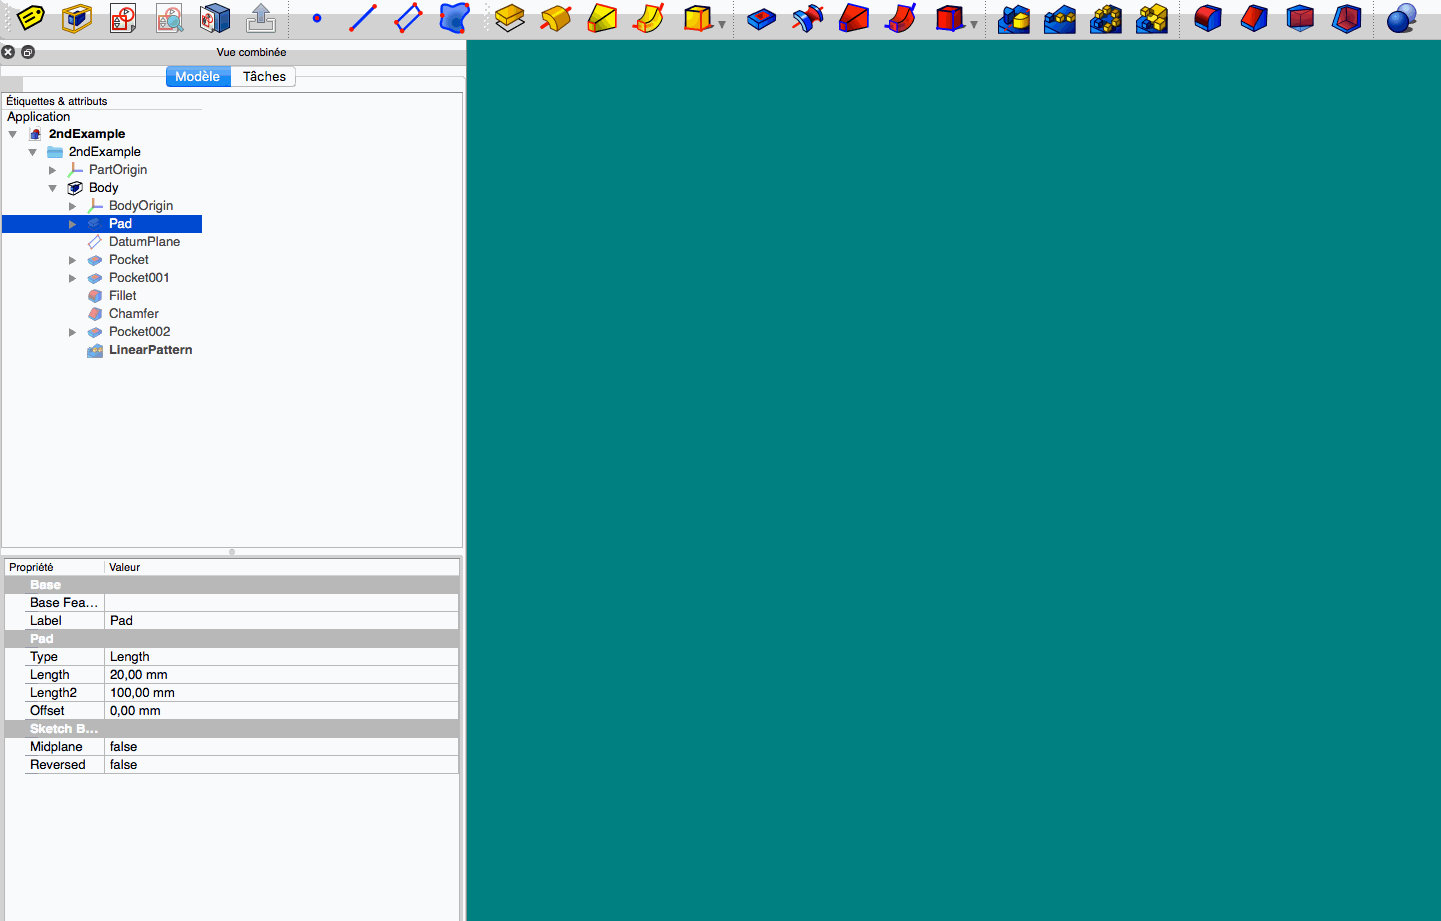 Vue combinée
Modèle Tâches
Étiquettes & attributs
Application
2ndExample
2ndExample
PartOrigin
Body
BodyOrigin
Pad
DatumPlane
Pocket
Pocket001
Fillet
Chamfer
Pocket002
LinearPattern
Propriété Valeur
Base
Base Fea...
Label Pad
Pad
Type Length
Length 20,00 mm
Length2 100,00 mm
Offset 0,00 mm
Sketch B...
Midplane false
Reversed false